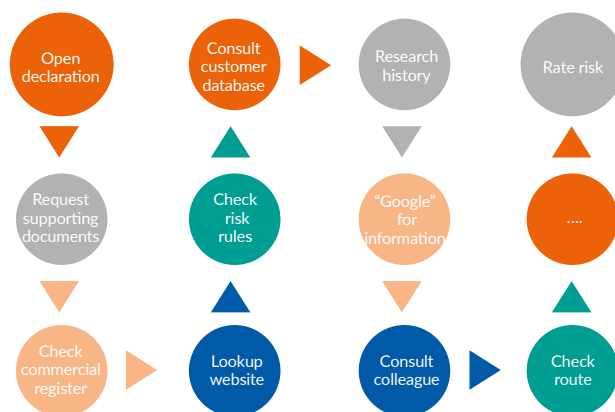 Open
declaration
Request
supporting
documents
Check
commercial
register
Lookup
website
Check
risk
rules
Consult
customer
database
Research
history
"Google" for
information
Consult
colleague
Check
route
....
Rate risk